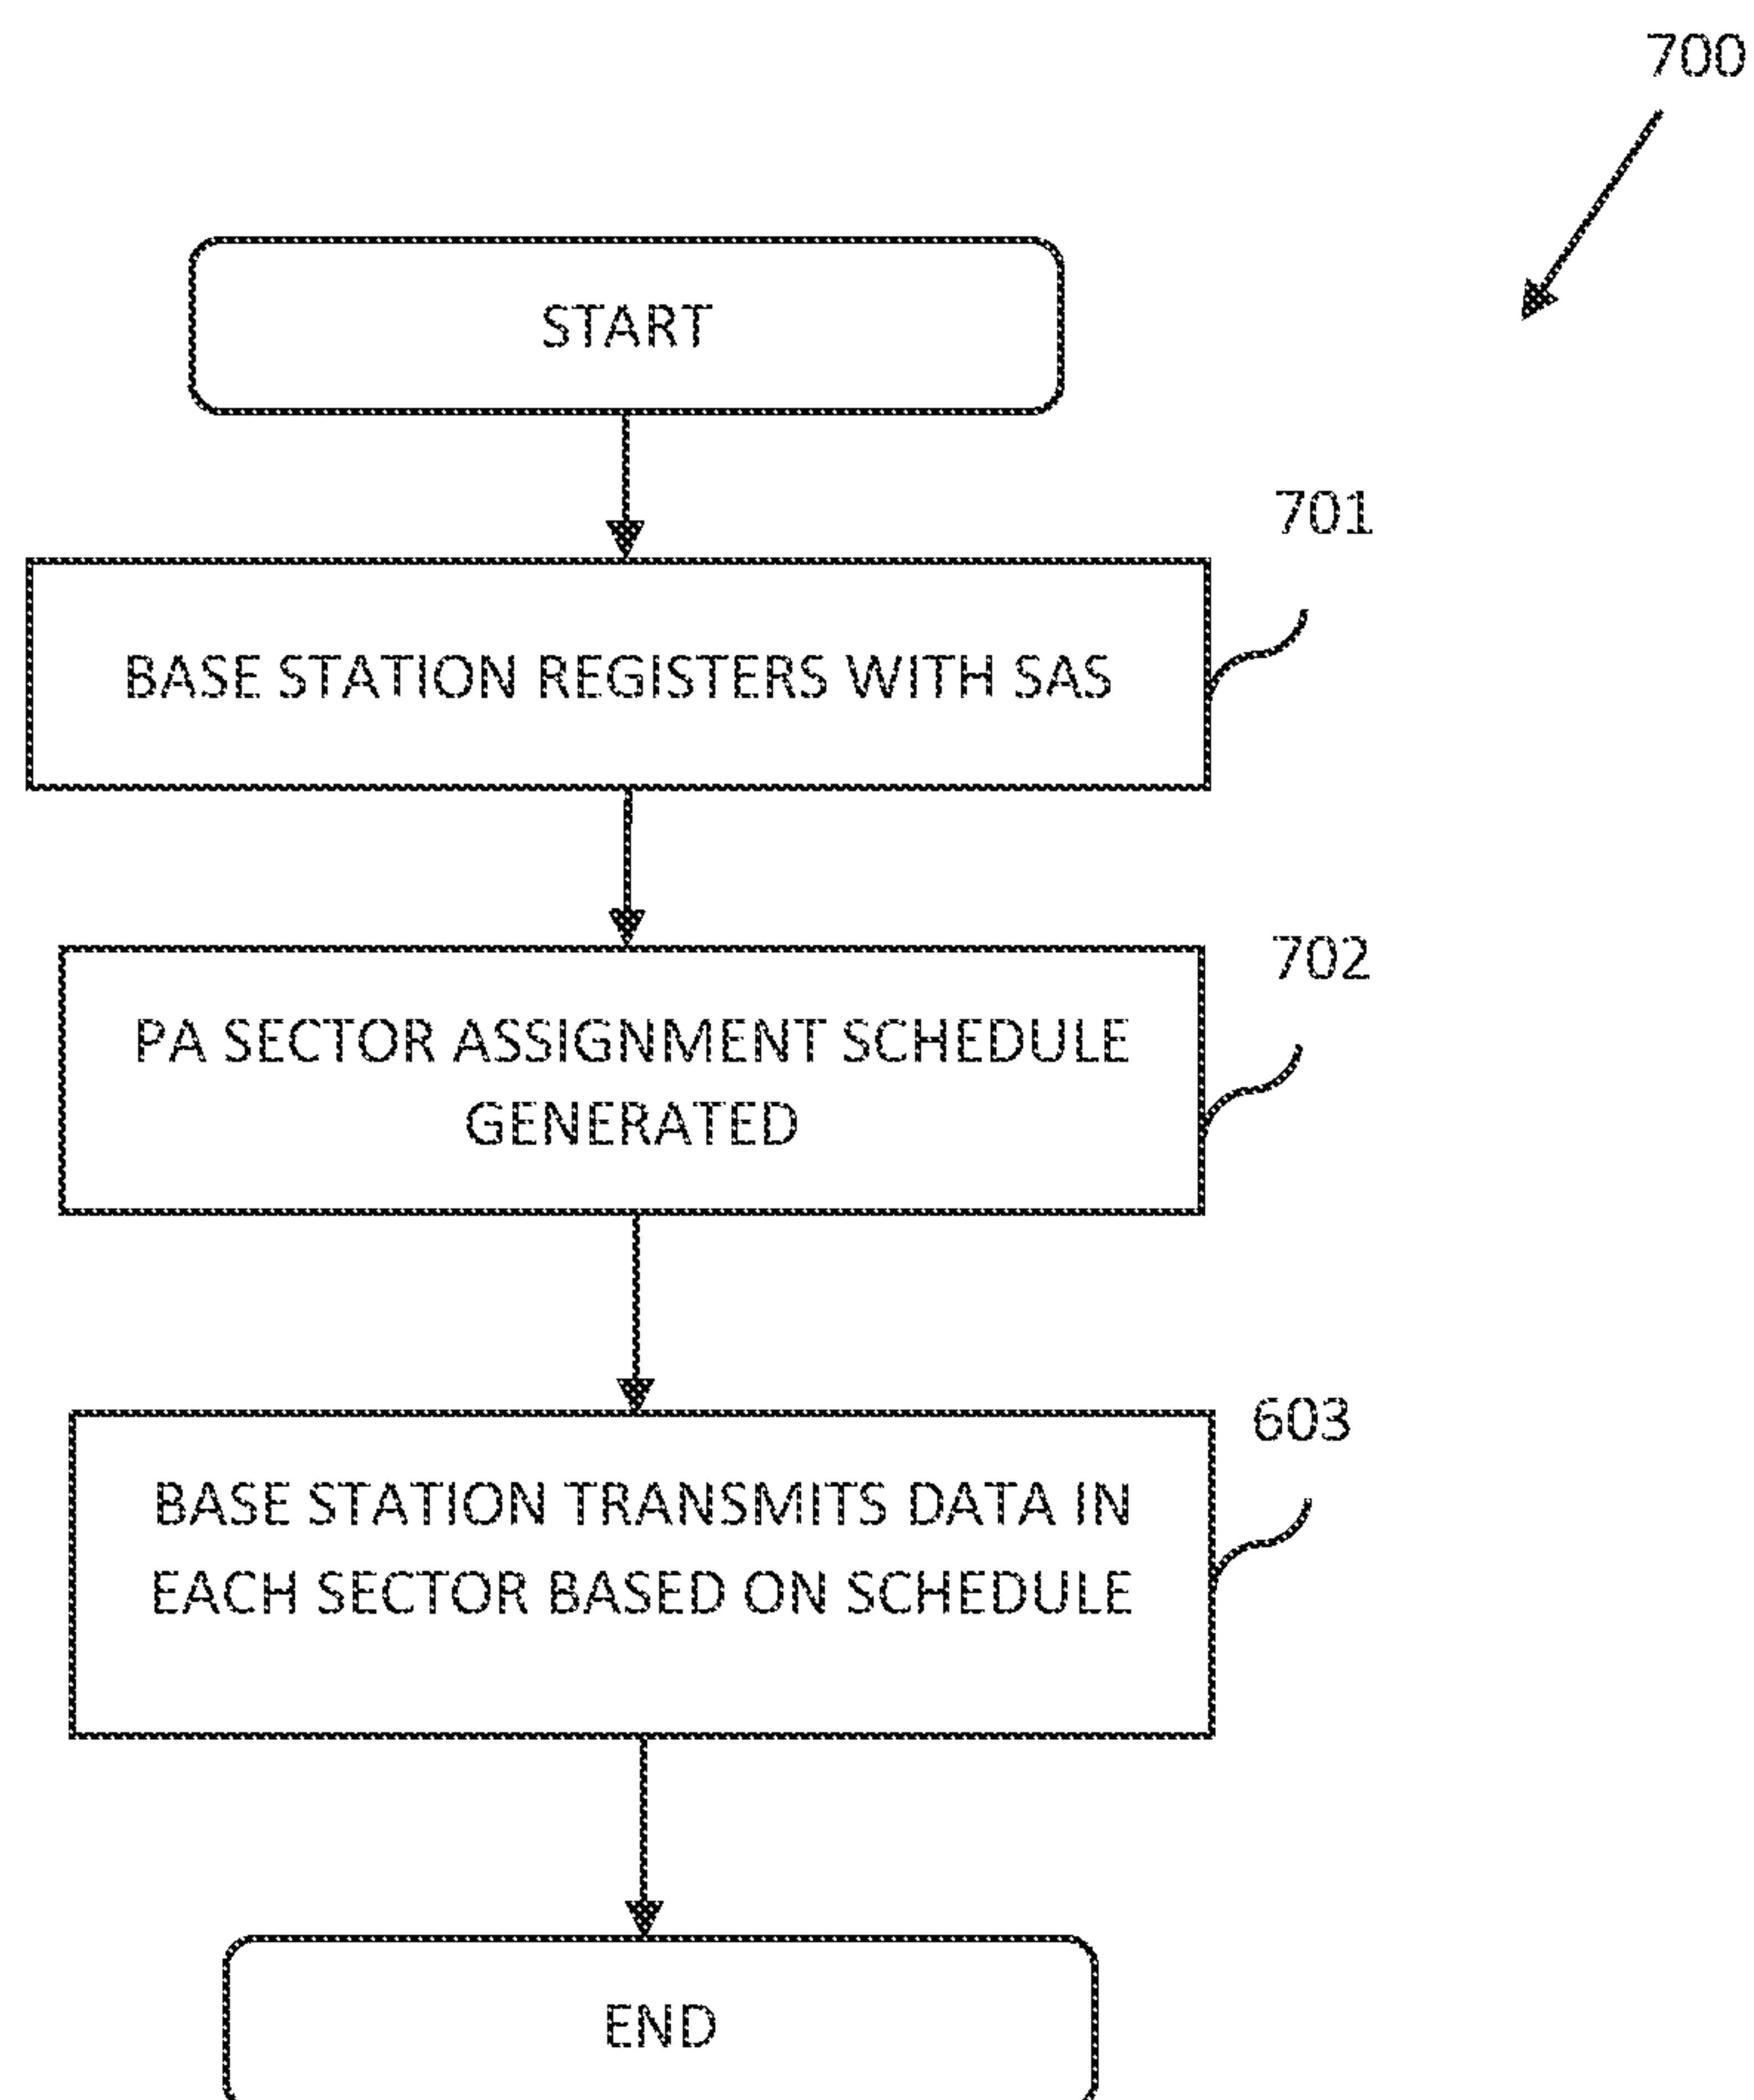 700
START
701
BASE STATION REGISTERS WITH SAS
702
PA SECTOR ASSIGNMENT SCHEDULE
GENERATED
603
BASE STATION TRANSMITS DATA IN
EACH SECTOR BASED ON SCHEDULE
END